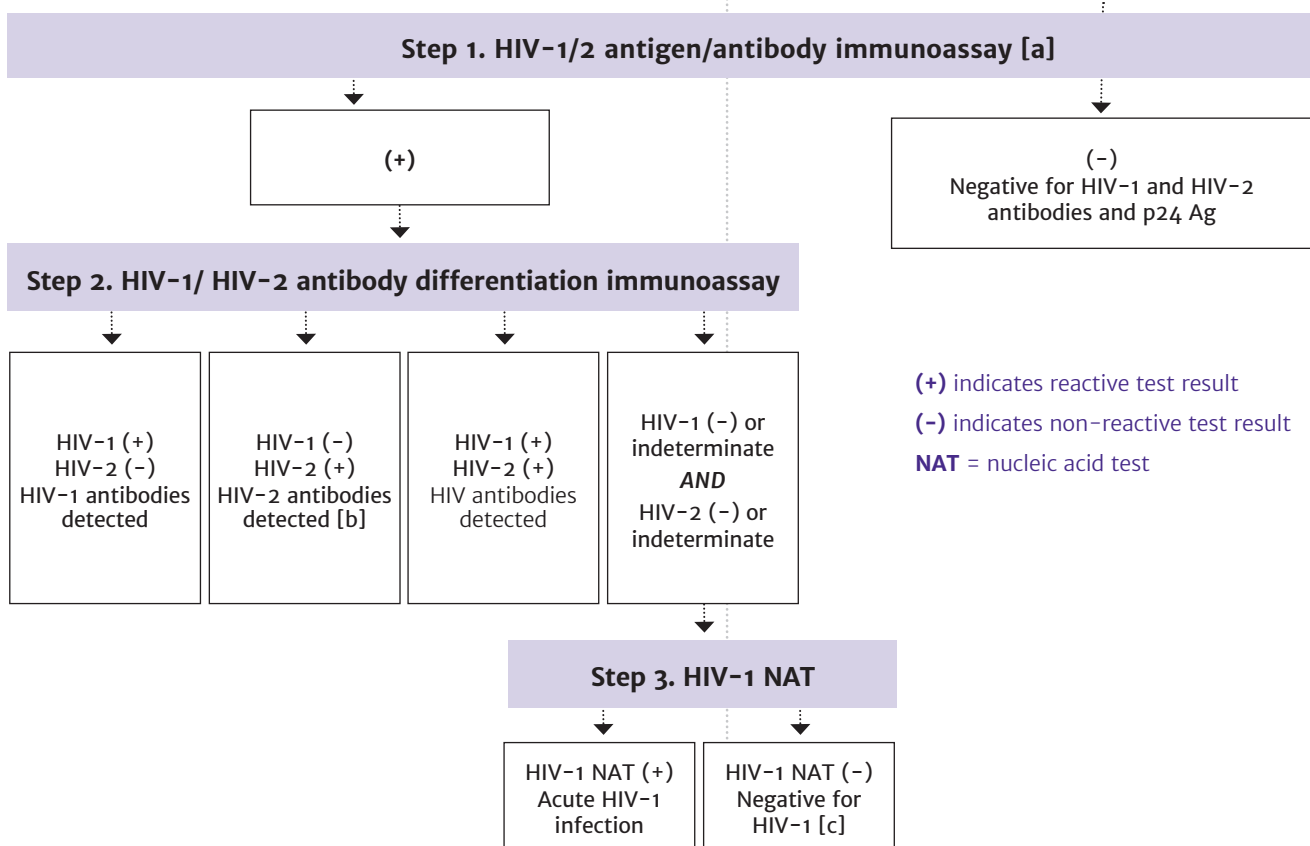 Step 1. HIV-1/2 antigen/antibody immunoassay [a]
(+)
(-)
Negative for HIV-1 and HIV-2
antibodies and p24 Ag
Step 2. HIV-1/ HIV-2 antibody differentiation immunoassay
HIV-1 (+)
HIV-2 (-)
HIV-1 antibodies
detected
HIV-1 (-)
HIV-2 (+)
HIV-2 antibodies
detected [b]
HIV-1 (+)
HIV-2 (+)
HIV antibodies
detected
HIV-1 (-) or
indeterminate
AND
HIV-2 (-) or
indeterminate
(+) indicates reactive test result
(-) indicates non-reactive test result
NAT = nucleic acid test
Step 3. HIV-1 NAT
HIV-1 NAT (+)
Acute HIV-1
infection
HIV-1 NAT (-)
Negative for
HIV-1 [c]